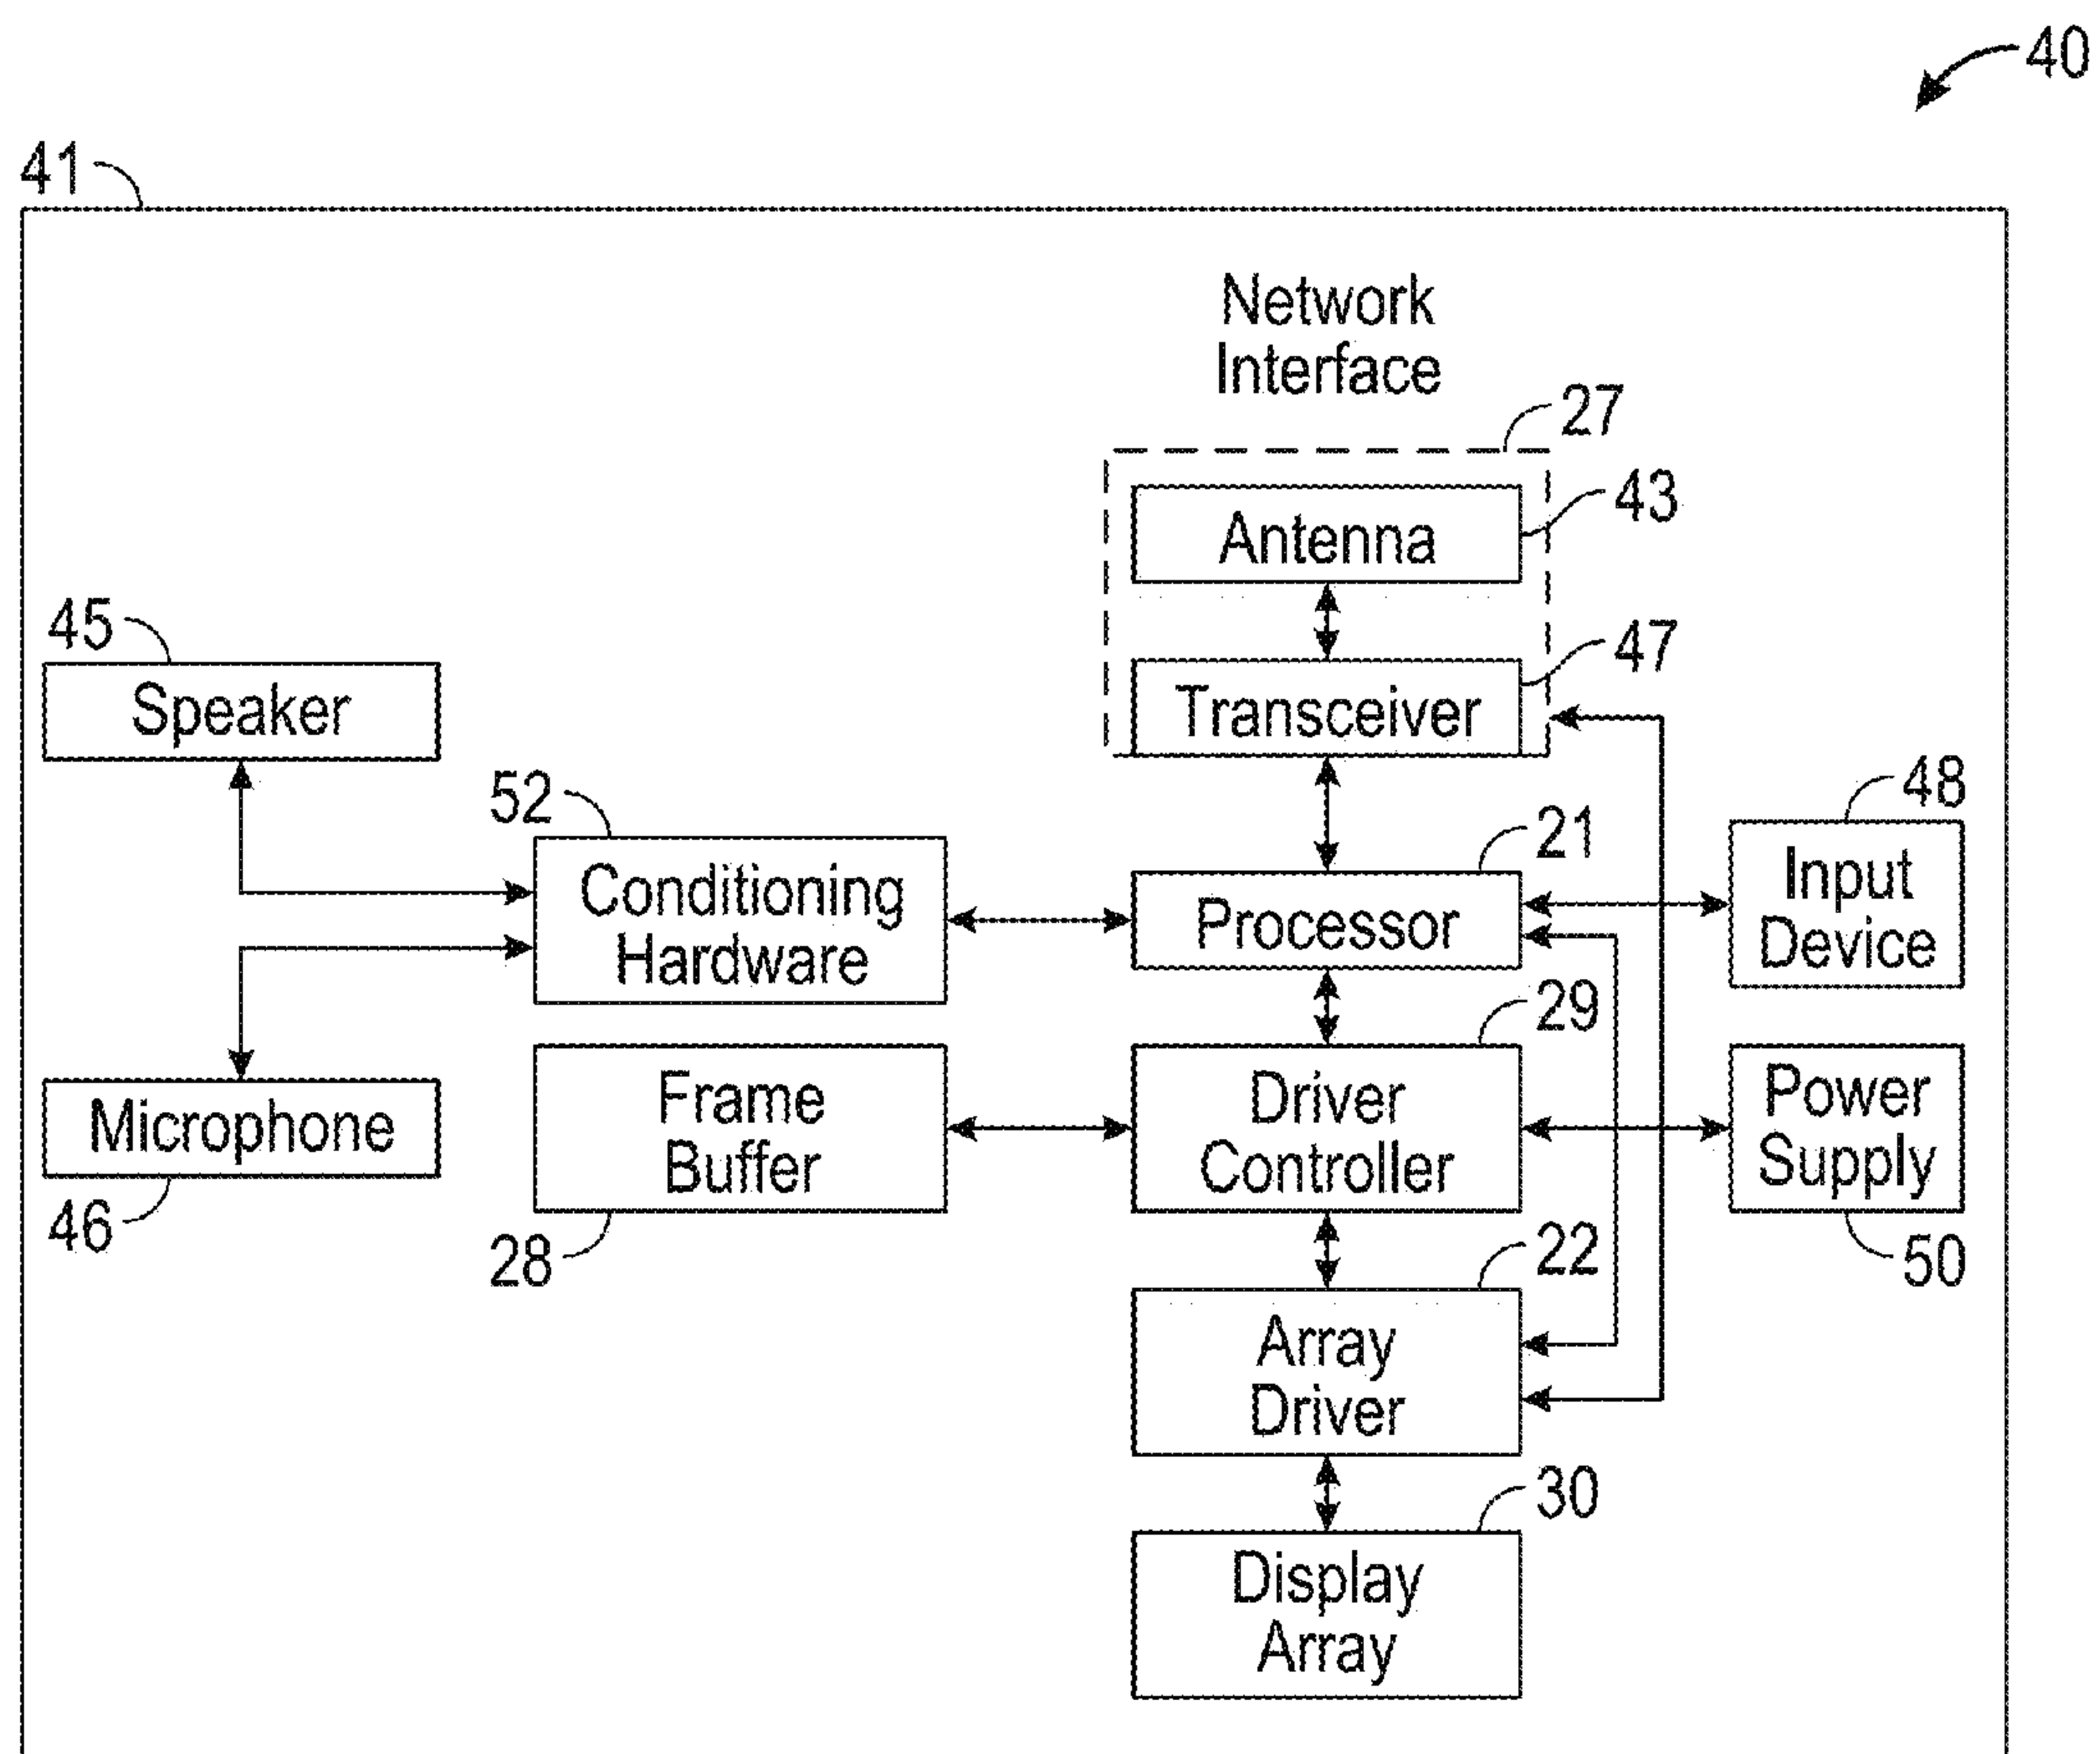 40
41
Network
Interface
27
Antenna
43
45
Speaker
Transceiver
47
52
Conditioning
Hardware
21
Processor
48
Input
Device
Microphone
46
Frame
Buffer
28
29
Driver
Controller
Power
Supply
50
22
Array
Driver
30
Display
Array